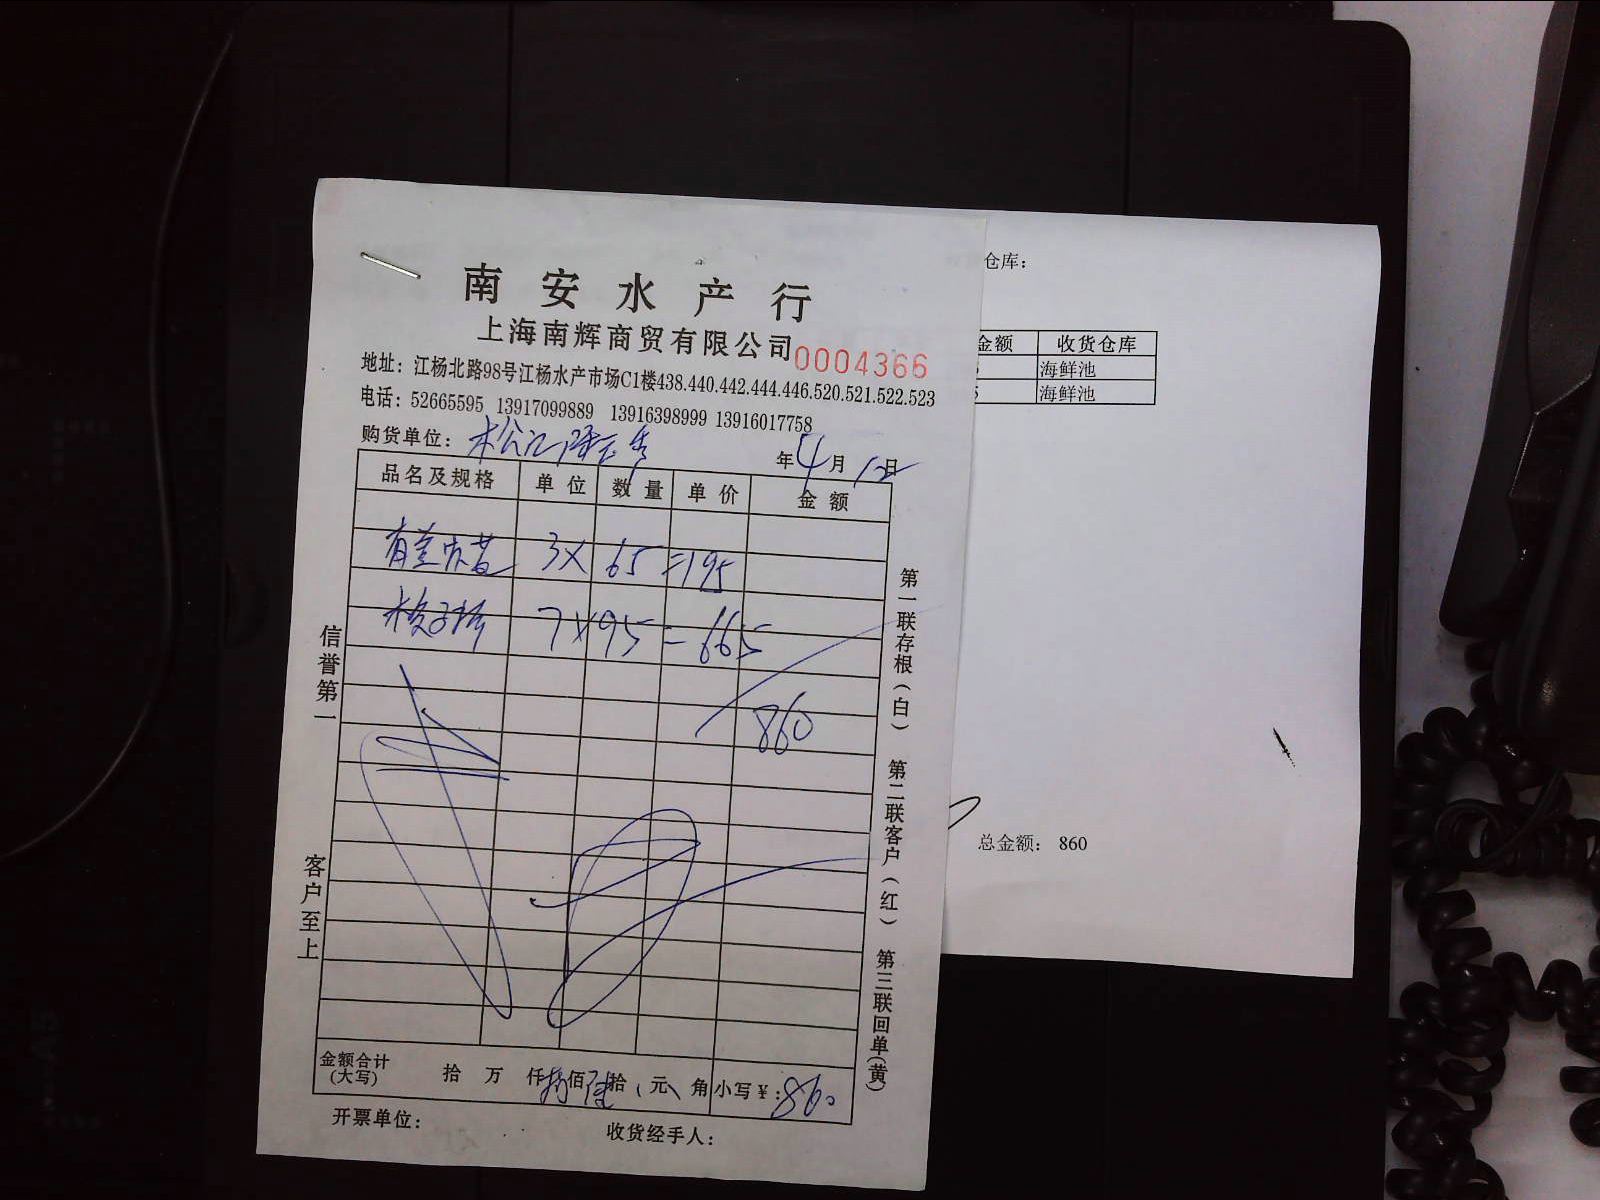 南安水产行
上海南辉商贸有限公司
0004366
地址：江杨北路98号江杨水产市场C1楼438.440.442.444.446.520.521.522.523
电话：52665595 13917099889 13916398999 13916017758
购货单位：
年4月12日
品名及规格 单位 数量 单价 金额
3× 65 =195
7×95=665
860
金额合计(大写) 拾 万 仟捌佰陆拾、元、角 小写¥：860
开票单位：
收货经手人：
信誉第一
客户至上
第一联存根（白）
第二联客户（红）
第三联回单(黄)
仓库：
金额 收货仓库
海鲜池
海鲜池
总金额： 860